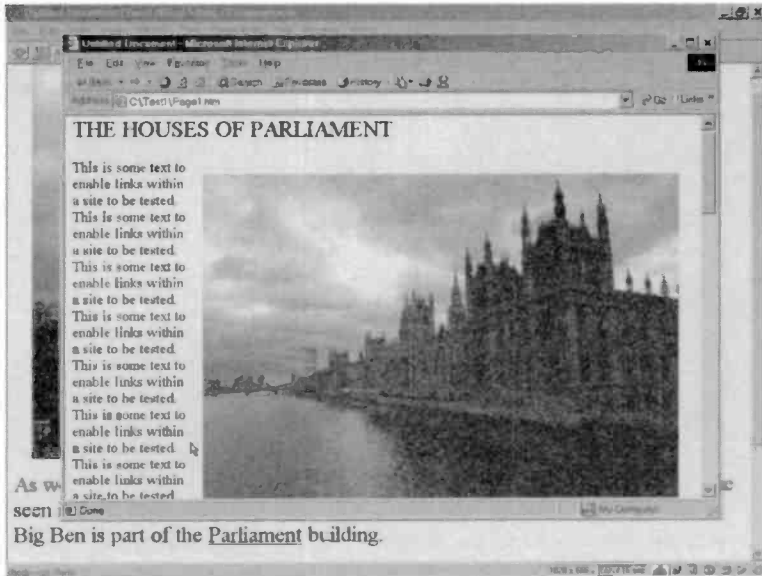 Untitled Document - Microsoft Internet Explorer
File Edit View Favorites Tools Help
Search Favorites History
Address C:\Test1\Page1.htm Go Links »
THE HOUSES OF PARLIAMENT
This is some text to
enable links within
a site to be tested.
This is some text to
enable links within
a site to be tested.
This is some text to
enable links within
a site to be tested.
This is some text to
enable links within
a site to be tested.
This is some text to
enable links within
a site to be tested.
This is some text to
enable links within
a site to be tested.
This is some text to
enable links within
a site to be tested.
Done My Computer
As w
seen
Big Ben is part of the Parliament building.